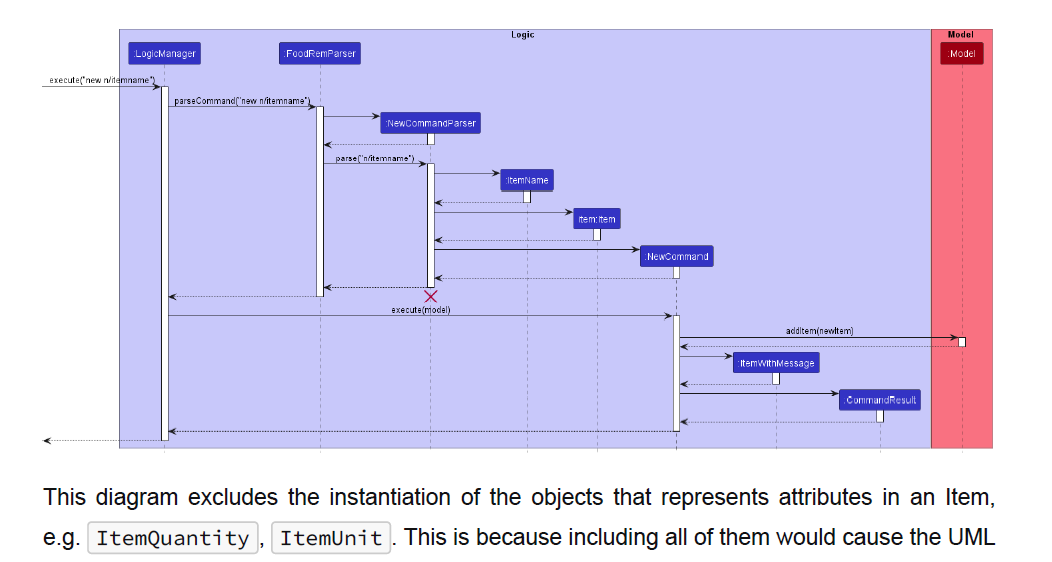 Logic
Model
:LogicManager
:FoodRemParser
:Model
execute("new n/itemname")
parseCommand("new n/itemname")
:NewCommandParser
parse("n/itemname")
:ItemName
item:Item
:NewCommand
execute(model)
addItem(newItem)
:ItemWithMessage
:CommandResult
This diagram excludes the instantiation of the objects that represents attributes in an Item,
e.g. ItemQuantity, ItemUnit. This is because including all of them would cause the UML